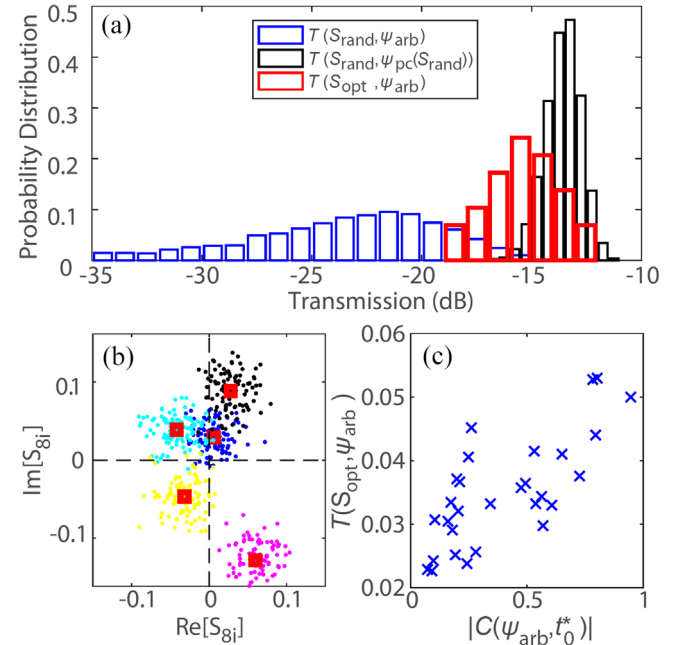 (a)
Probability Distribution
0.5
0.4
0.3
0.2
0.1
0
T(S_rand, ψ_arb)
T(S_rand, ψ_pc(S_rand))
T(S_opt, ψ_arb)
-35 -30 -25 -20 -15 -10
Transmission (dB)
(b)
Im[S_8i]
0.1
0
-0.1
-0.1 0 0.1
Re[S_8i]
(c)
T(S_opt, ψ_arb)
0.06
0.05
0.04
0.03
0.02
0 0.5 1
|C(ψ_arb, t_0^*)|